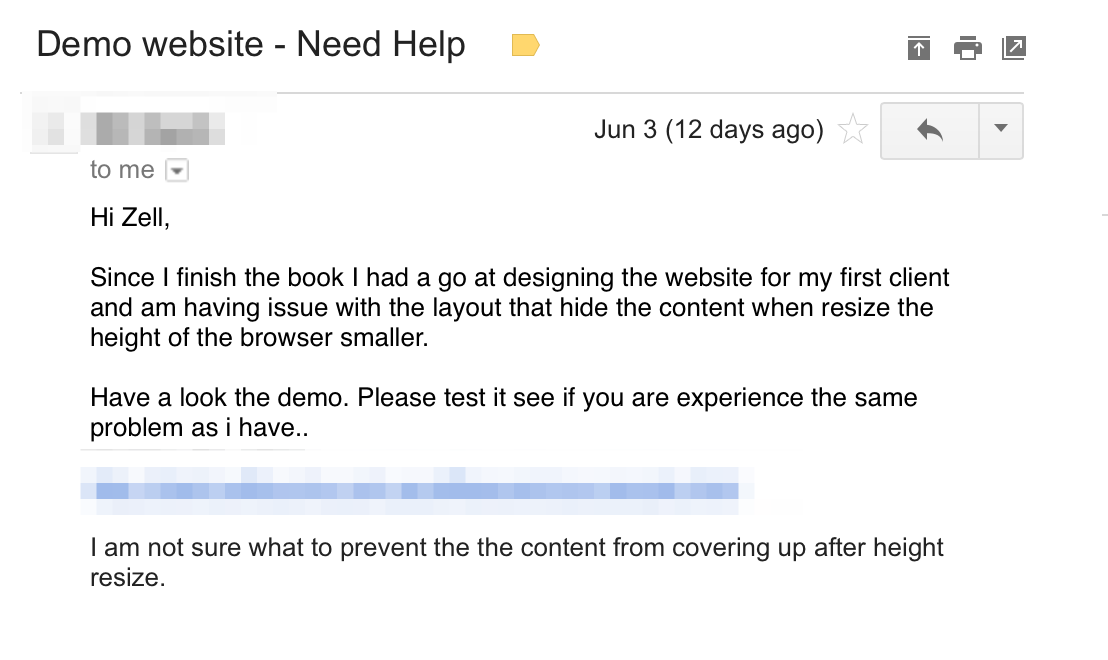 Demo website - Need Help
Jun 3 (12 days ago)
to me
Hi Zell,
Since I finish the book I had a go at designing the website for my first client
and am having issue with the layout that hide the content when resize the
height of the browser smaller.
Have a look the demo. Please test it see if you are experience the same
problem as i have..
I am not sure what to prevent the the content from covering up after height
resize.